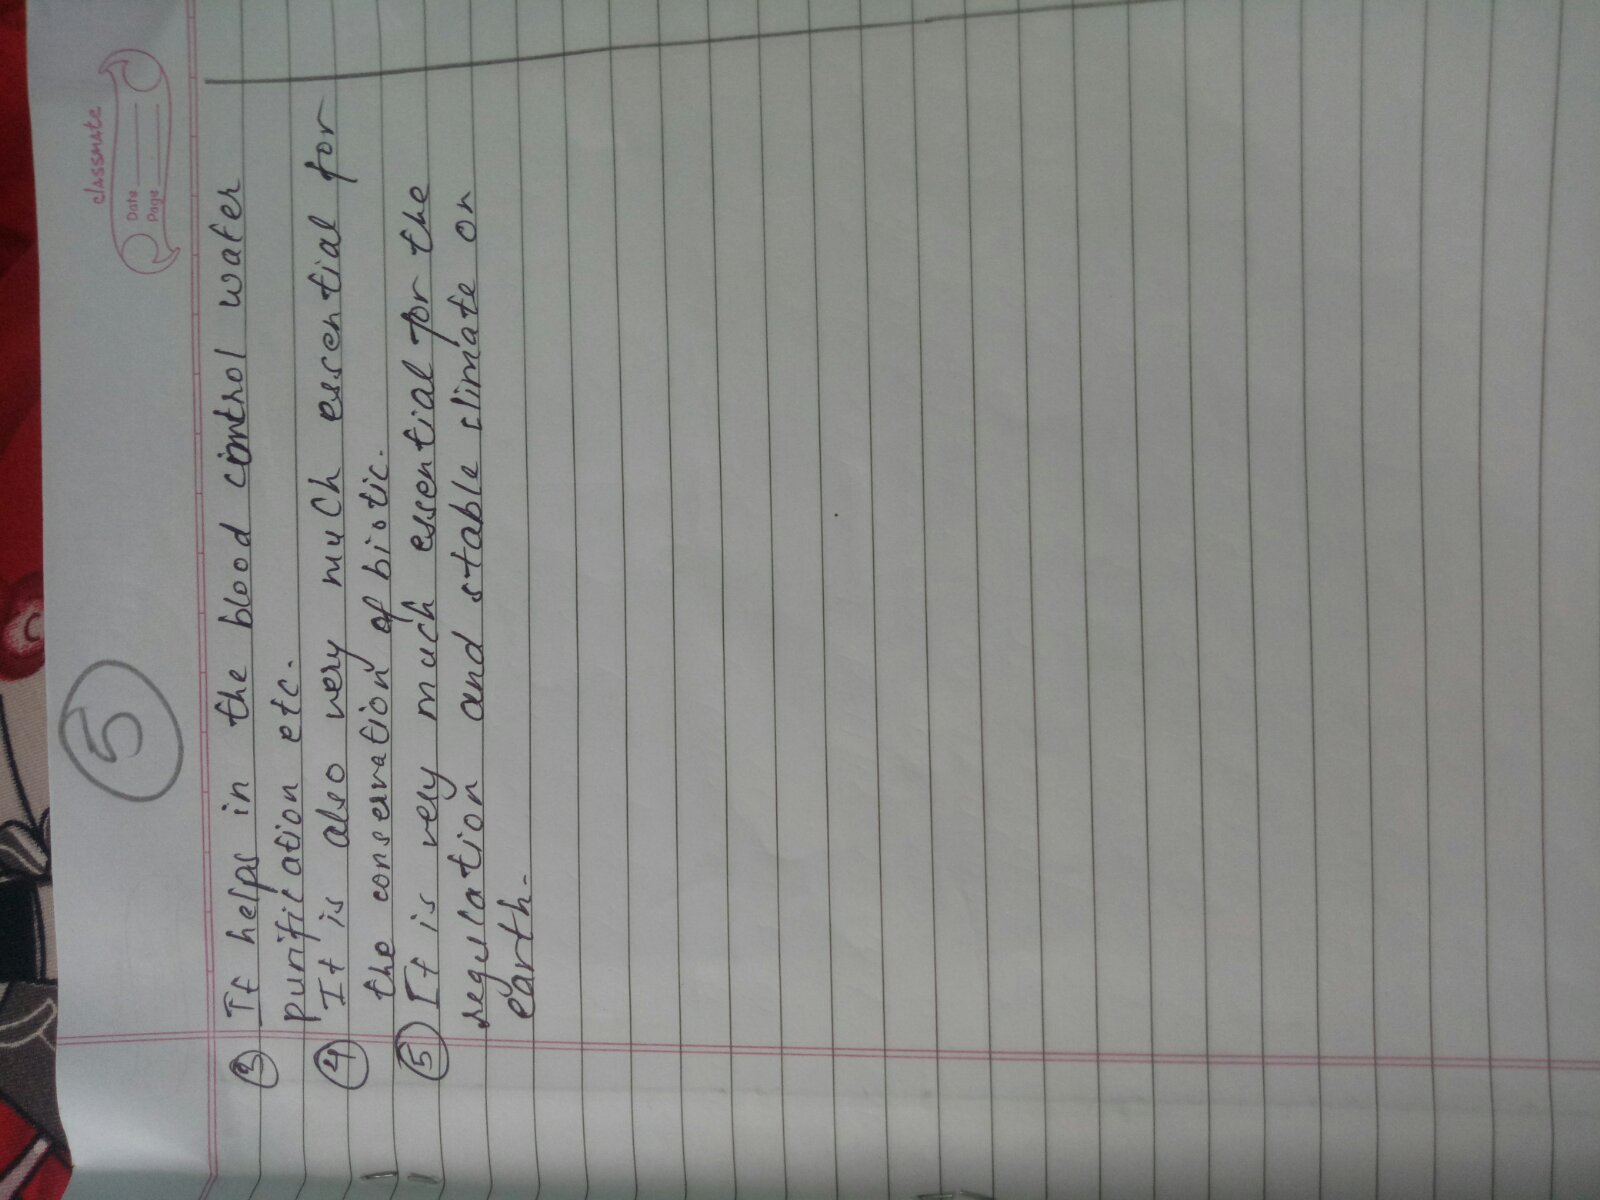 5
classmate
Date
Page
③ It helps in the blood control water
purification etc.
④ It is also very much essential for
the conservation of biotic.
⑤ It is very much essential for the
regulation and stable slimate on
earth.